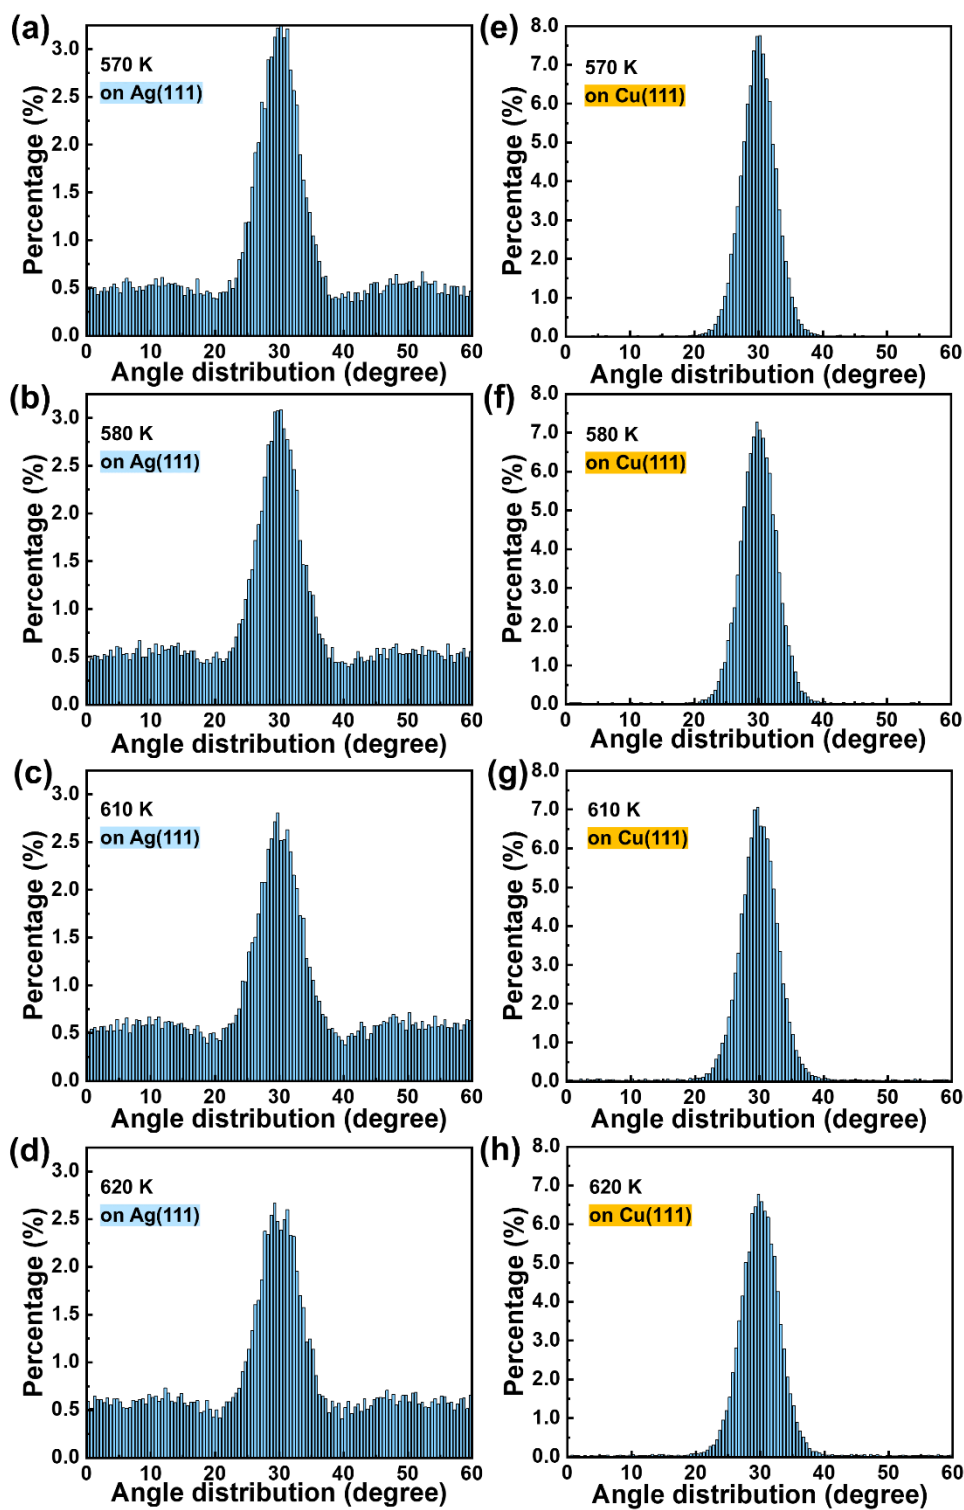 (a)
3.0
2.5
2.0
1.5
1.0
0.5
0.0
Percentage (%)
570 K
on Ag(111)
0 10 20 30 40 50 60
Angle distribution (degree)
(e)
8.0
7.0
6.0
5.0
4.0
3.0
2.0
1.0
0.0
Percentage (%)
570 K
on Cu(111)
0 10 20 30 40 50 60
Angle distribution (degree)
(b)
3.0
2.5
2.0
1.5
1.0
0.5
0.0
Percentage (%)
580 K
on Ag(111)
0 10 20 30 40 50 60
Angle distribution (degree)
(f)
8.0
7.0
6.0
5.0
4.0
3.0
2.0
1.0
0.0
Percentage (%)
580 K
on Cu(111)
0 10 20 30 40 50 60
Angle distribution (degree)
(c)
3.0
2.5
2.0
1.5
1.0
0.5
0.0
Percentage (%)
610 K
on Ag(111)
0 10 20 30 40 50 60
Angle distribution (degree)
(g)
8.0
7.0
6.0
5.0
4.0
3.0
2.0
1.0
0.0
Percentage (%)
610 K
on Cu(111)
0 10 20 30 40 50 60
Angle distribution (degree)
(d)
3.0
2.5
2.0
1.5
1.0
0.5
0.0
Percentage (%)
620 K
on Ag(111)
0 10 20 30 40 50 60
Angle distribution (degree)
(h)
8.0
7.0
6.0
5.0
4.0
3.0
2.0
1.0
0.0
Percentage (%)
620 K
on Cu(111)
0 10 20 30 40 50 60
Angle distribution (degree)